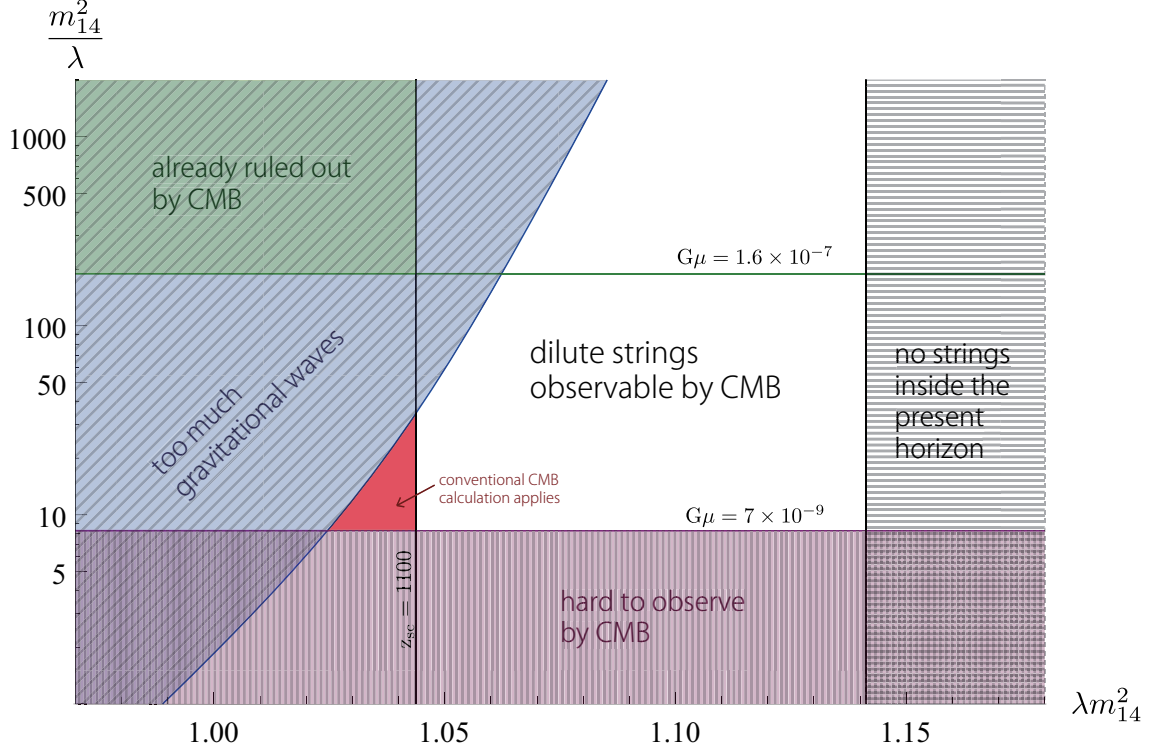 m²₁₄
λ
1000
500
100
50
10
5
already ruled out
by CMB
Gμ = 1.6 × 10⁻⁷
too much
gravitational waves
dilute strings
observable by CMB
no strings
inside the
present
horizon
conventional CMB
calculation applies
Gμ = 7 × 10⁻⁹
z_sc = 1100
hard to observe
by CMB
λm²₁₄
1.00
1.05
1.10
1.15